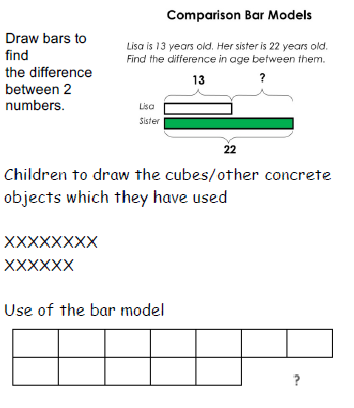 Comparison Bar Models
Draw bars to
find
the difference
between 2
numbers.
Lisa is 13 years old. Her sister is 22 years old.
Find the difference in age between them.
13 ?
Lisa
Sister
22
Children to draw the cubes/other concrete
objects which they have used
XXXXXXXX
XXXXXX
Use of the bar model
?